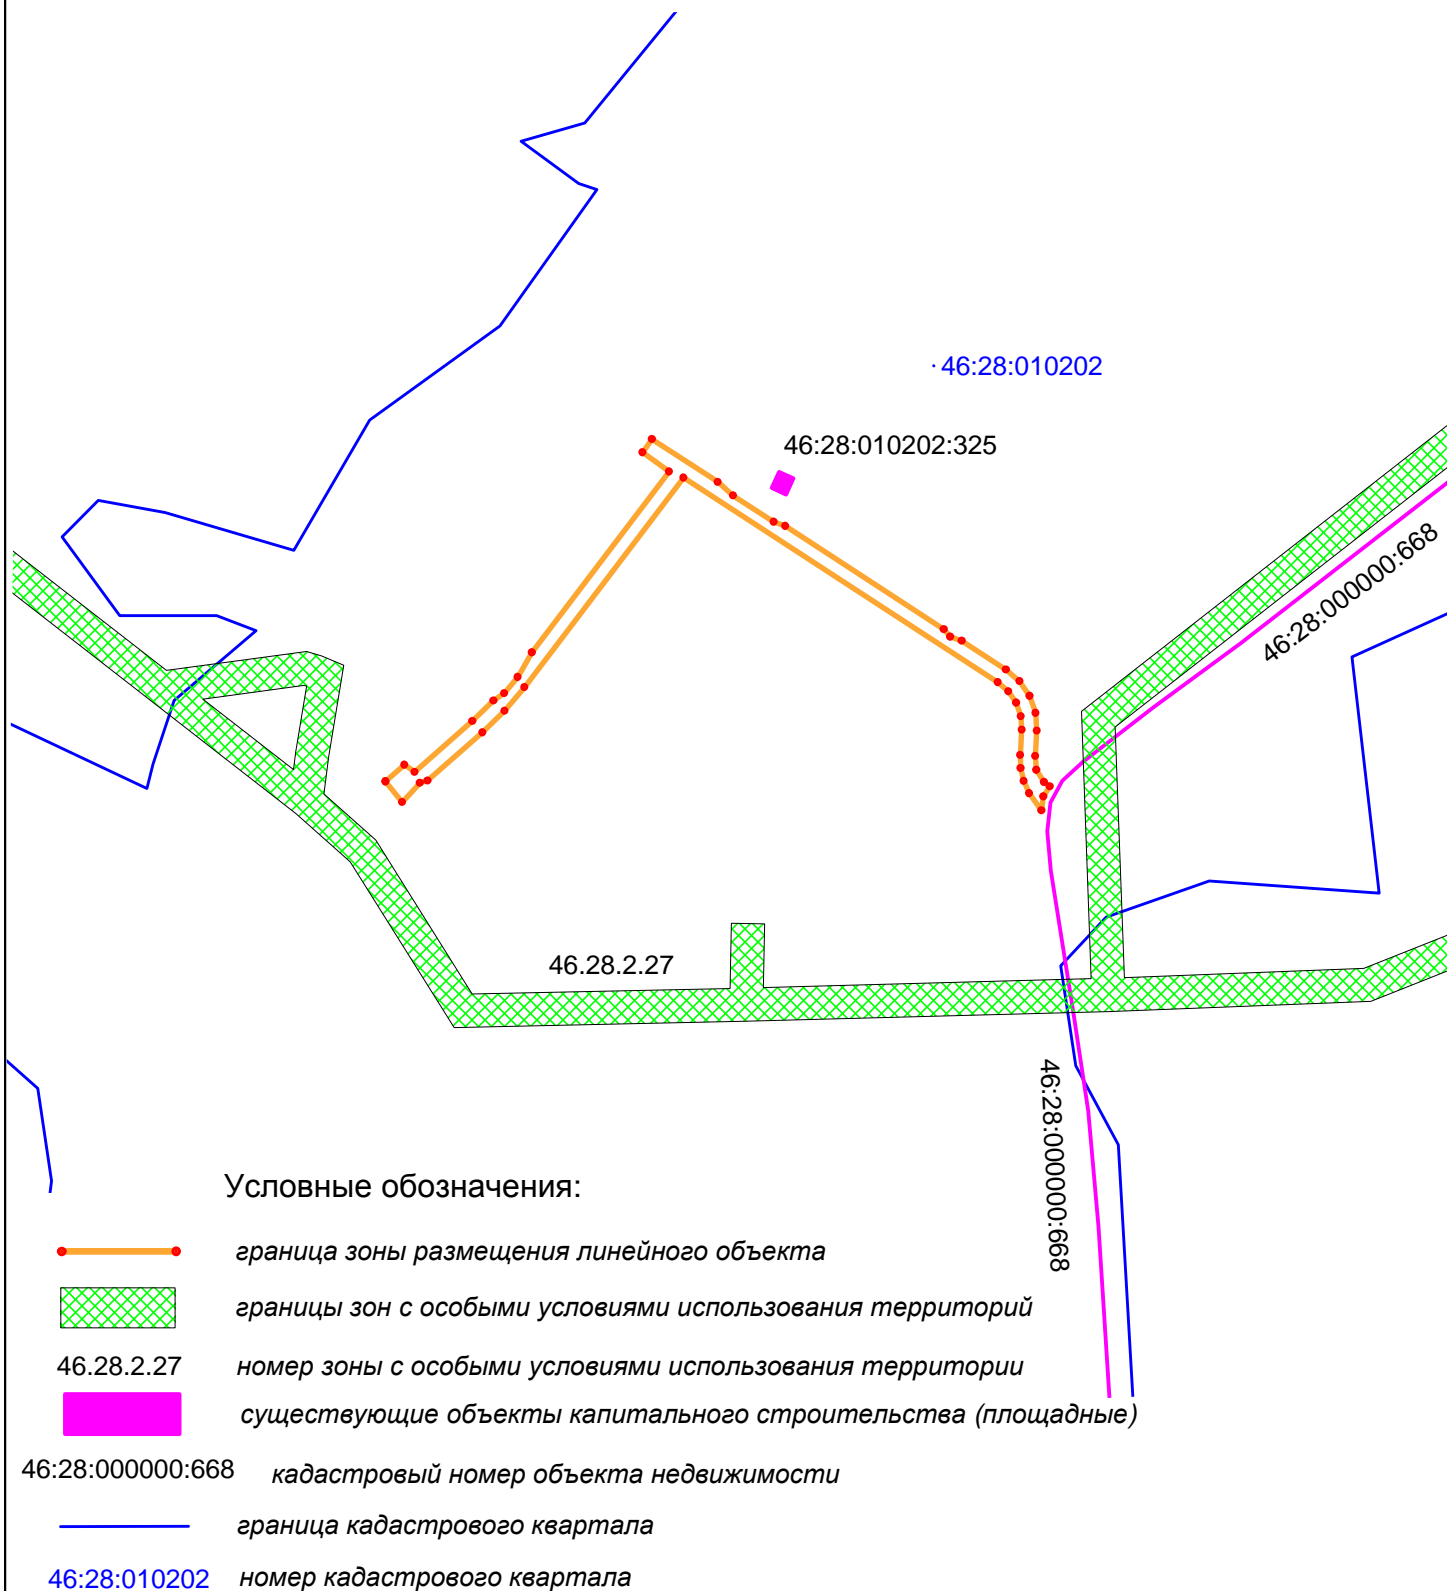 46:28:010202
46:28:010202:325
46:28:000000:668
46.28.2.27
46:28:000000:668
Условные обозначения:
граница зоны размещения линейного объекта
границы зон с особыми условиями использования территорий
46.28.2.27 номер зоны с особыми условиями использования территории
существующие объекты капитального строительства (площадные)
46:28:000000:668 кадастровый номер объекта недвижимости
граница кадастрового квартала
46:28:010202 номер кадастрового квартала